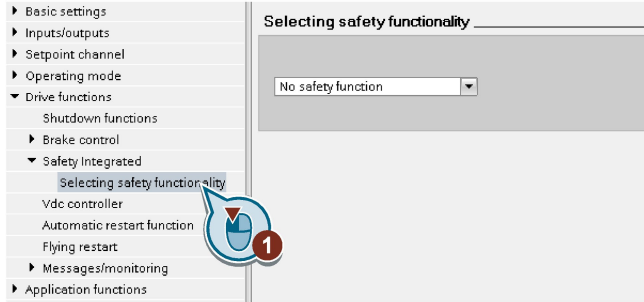 Basic settings
Inputs/outputs
Setpoint channel
Operating mode
Drive functions
Shutdown functions
Brake control
Safety Integrated
Selecting safety functionality
Vdc controller
Automatic restart function
Flying restart
Messages/monitoring
Application functions
Selecting safety functionality
No safety function
1